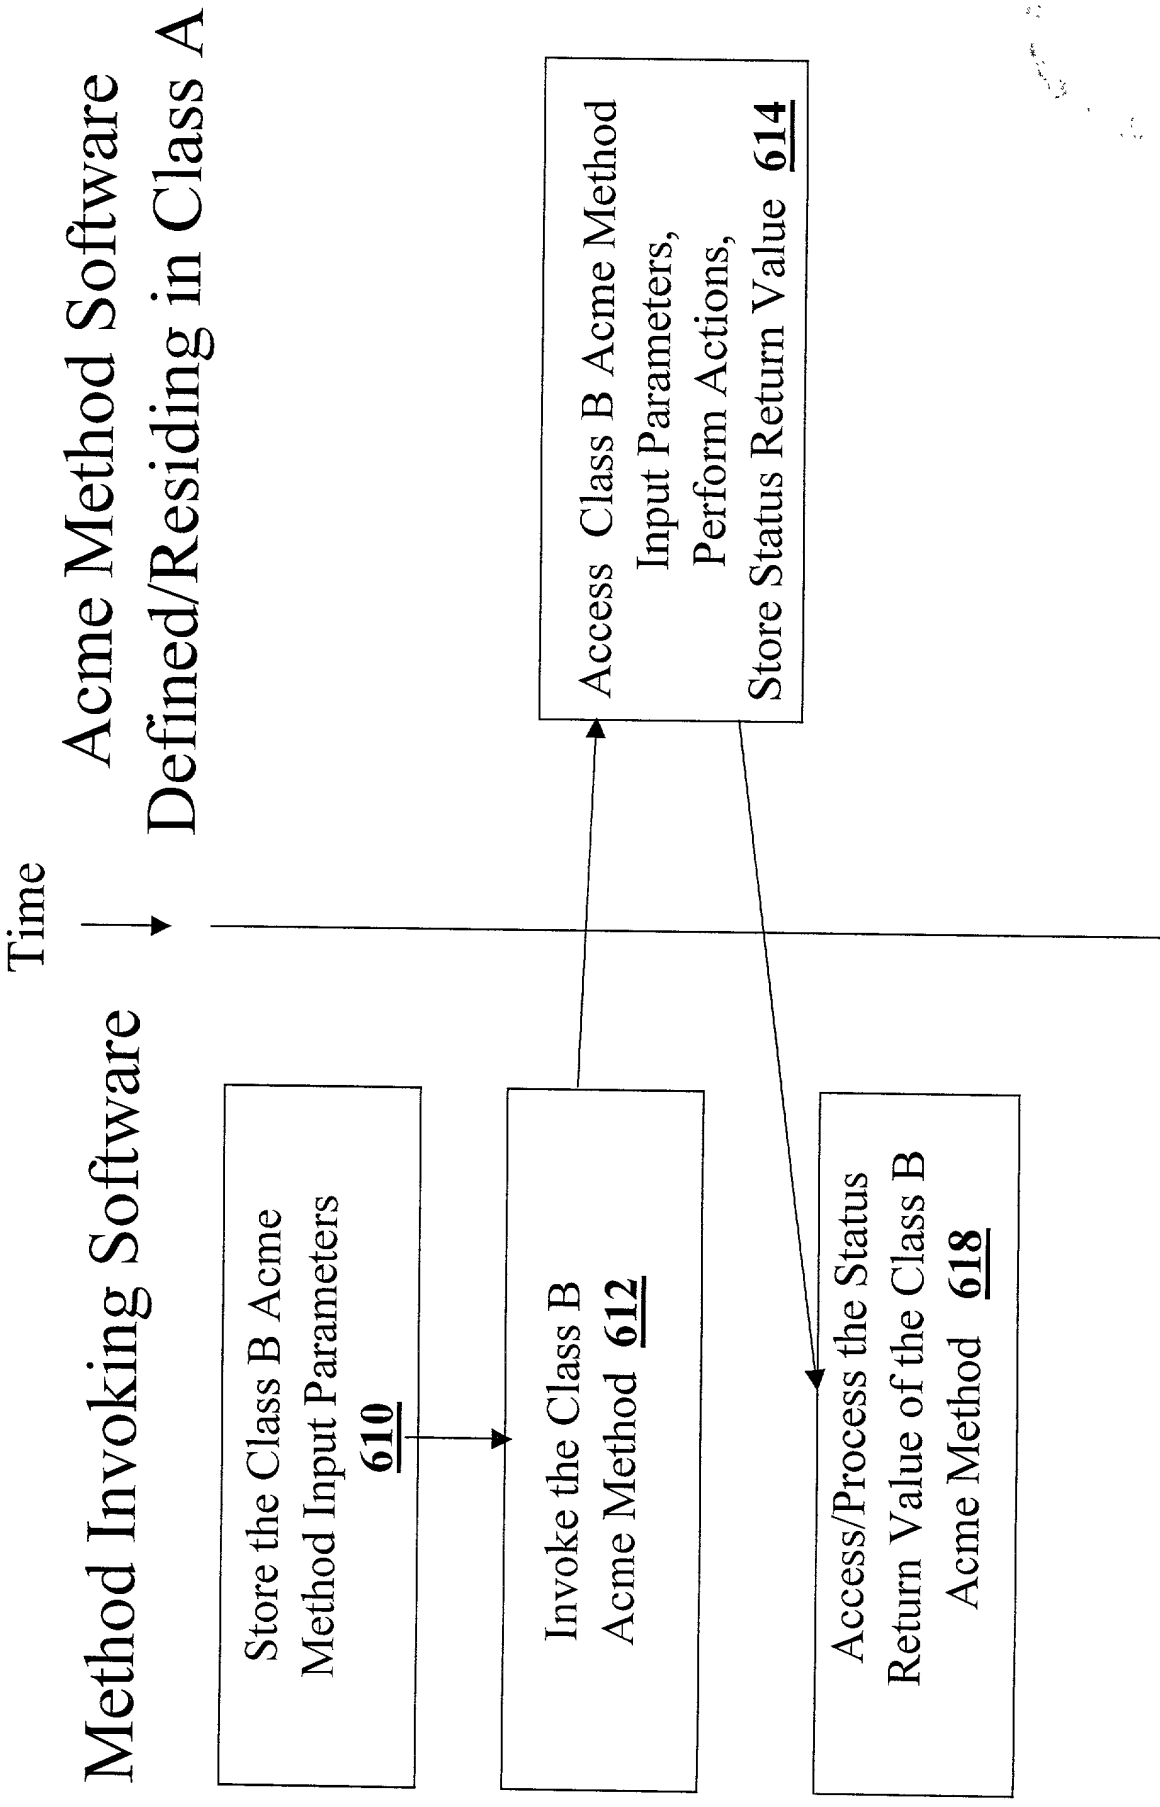 Time
Method Invoking Software
Acme Method Software
Defined/Residing in Class A
Store the Class B Acme
Method Input Parameters
610
Invoke the Class B
Acme Method 612
Access Class B Acme Method
Input Parameters,
Perform Actions,
Store Status Return Value 614
Access/Process the Status
Return Value of the Class B
Acme Method 618